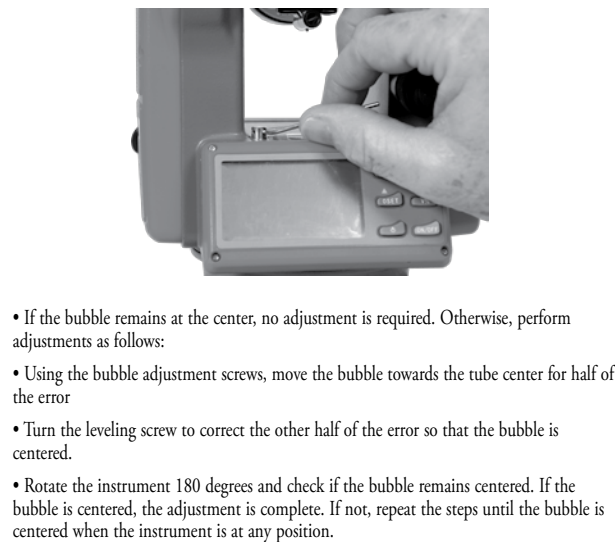 • If the bubble remains at the center, no adjustment is required. Otherwise, perform
adjustments as follows:
• Using the bubble adjustment screws, move the bubble towards the tube center for half of
the error
• Turn the leveling screw to correct the other half of the error so that the bubble is
centered.
• Rotate the instrument 180 degrees and check if the bubble remains centered. If the
bubble is centered, the adjustment is complete. If not, repeat the steps until the bubble is
centered when the instrument is at any position.